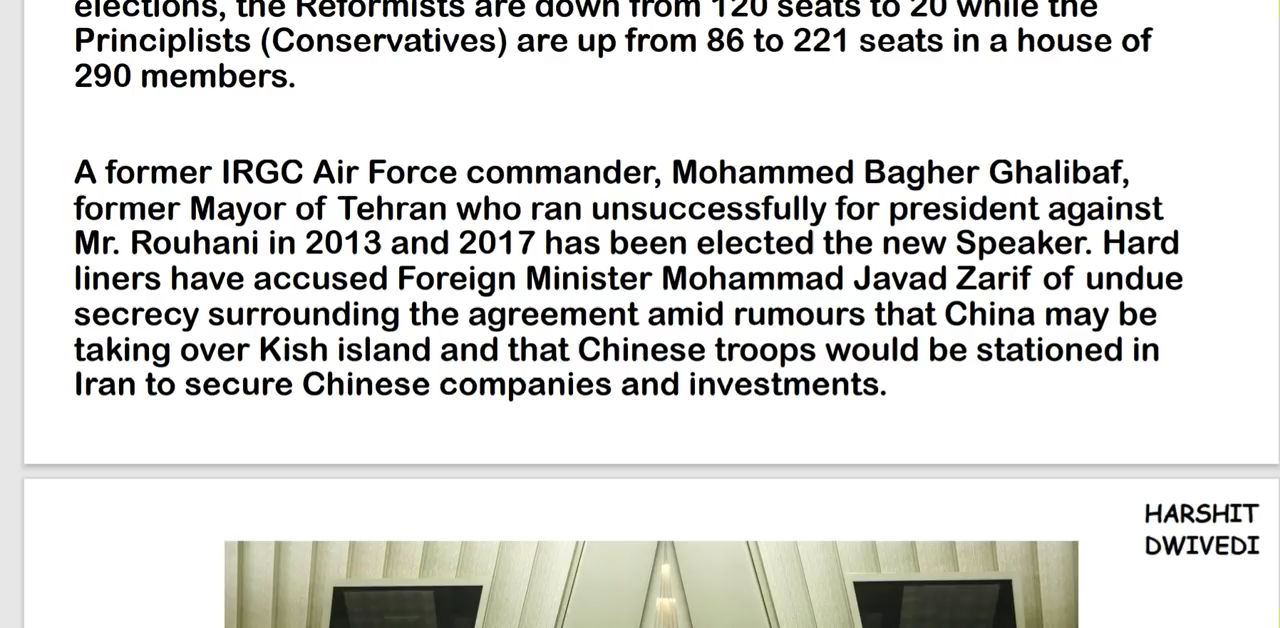 elections, the Reformists are down from 120 seats to 20 while the
Principlists (Conservatives) are up from 86 to 221 seats in a house of
290 members.
A former IRGC Air Force commander, Mohammed Bagher Ghalibaf,
former Mayor of Tehran who ran unsuccessfully for president against
Mr. Rouhani in 2013 and 2017 has been elected the new Speaker. Hard
liners have accused Foreign Minister Mohammad Javad Zarif of undue
secrecy surrounding the agreement amid rumours that China may be
taking over Kish island and that Chinese troops would be stationed in
Iran to secure Chinese companies and investments.
HARSHIT
DWIVEDI